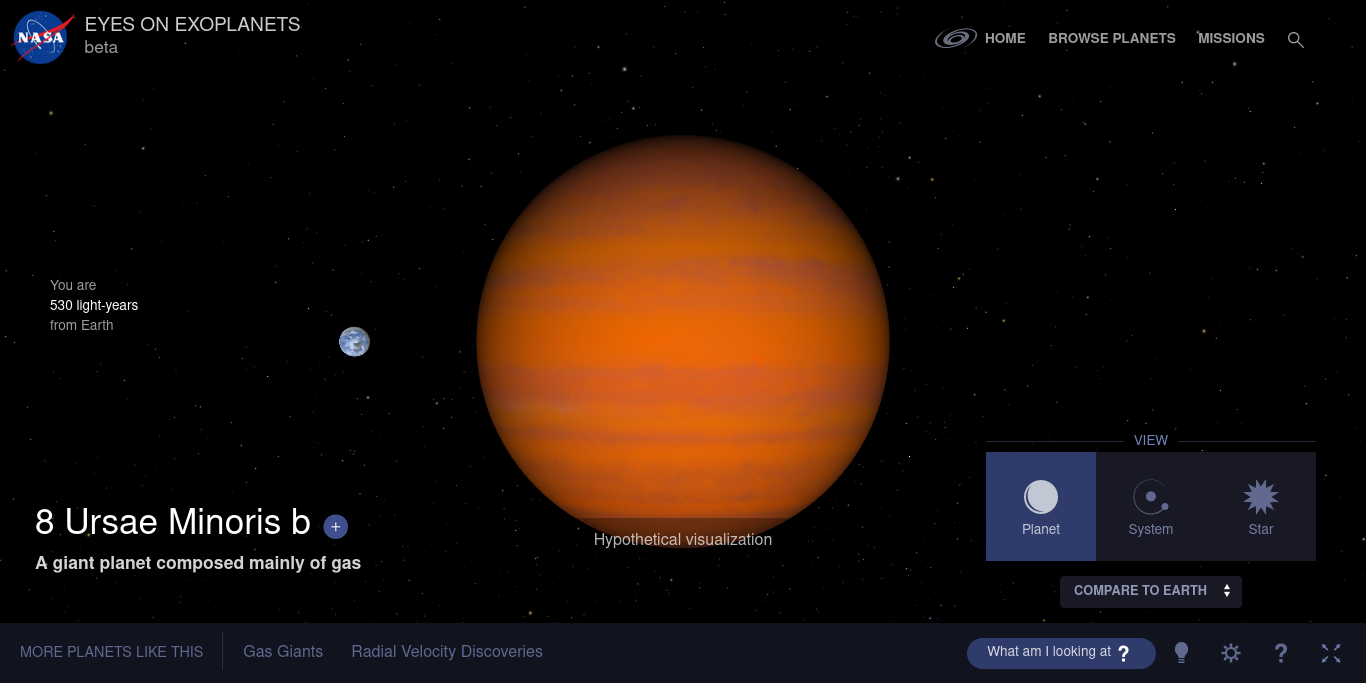 NASA
EYES ON EXOPLANETS
beta
HOME
BROWSE PLANETS
MISSIONS
You are
530 light-years
from Earth
8 Ursae Minoris b +
A giant planet composed mainly of gas
Hypothetical visualization
VIEW
Planet
System
Star
COMPARE TO EARTH
MORE PLANETS LIKE THIS
Gas Giants
Radial Velocity Discoveries
What am I looking at ?
?